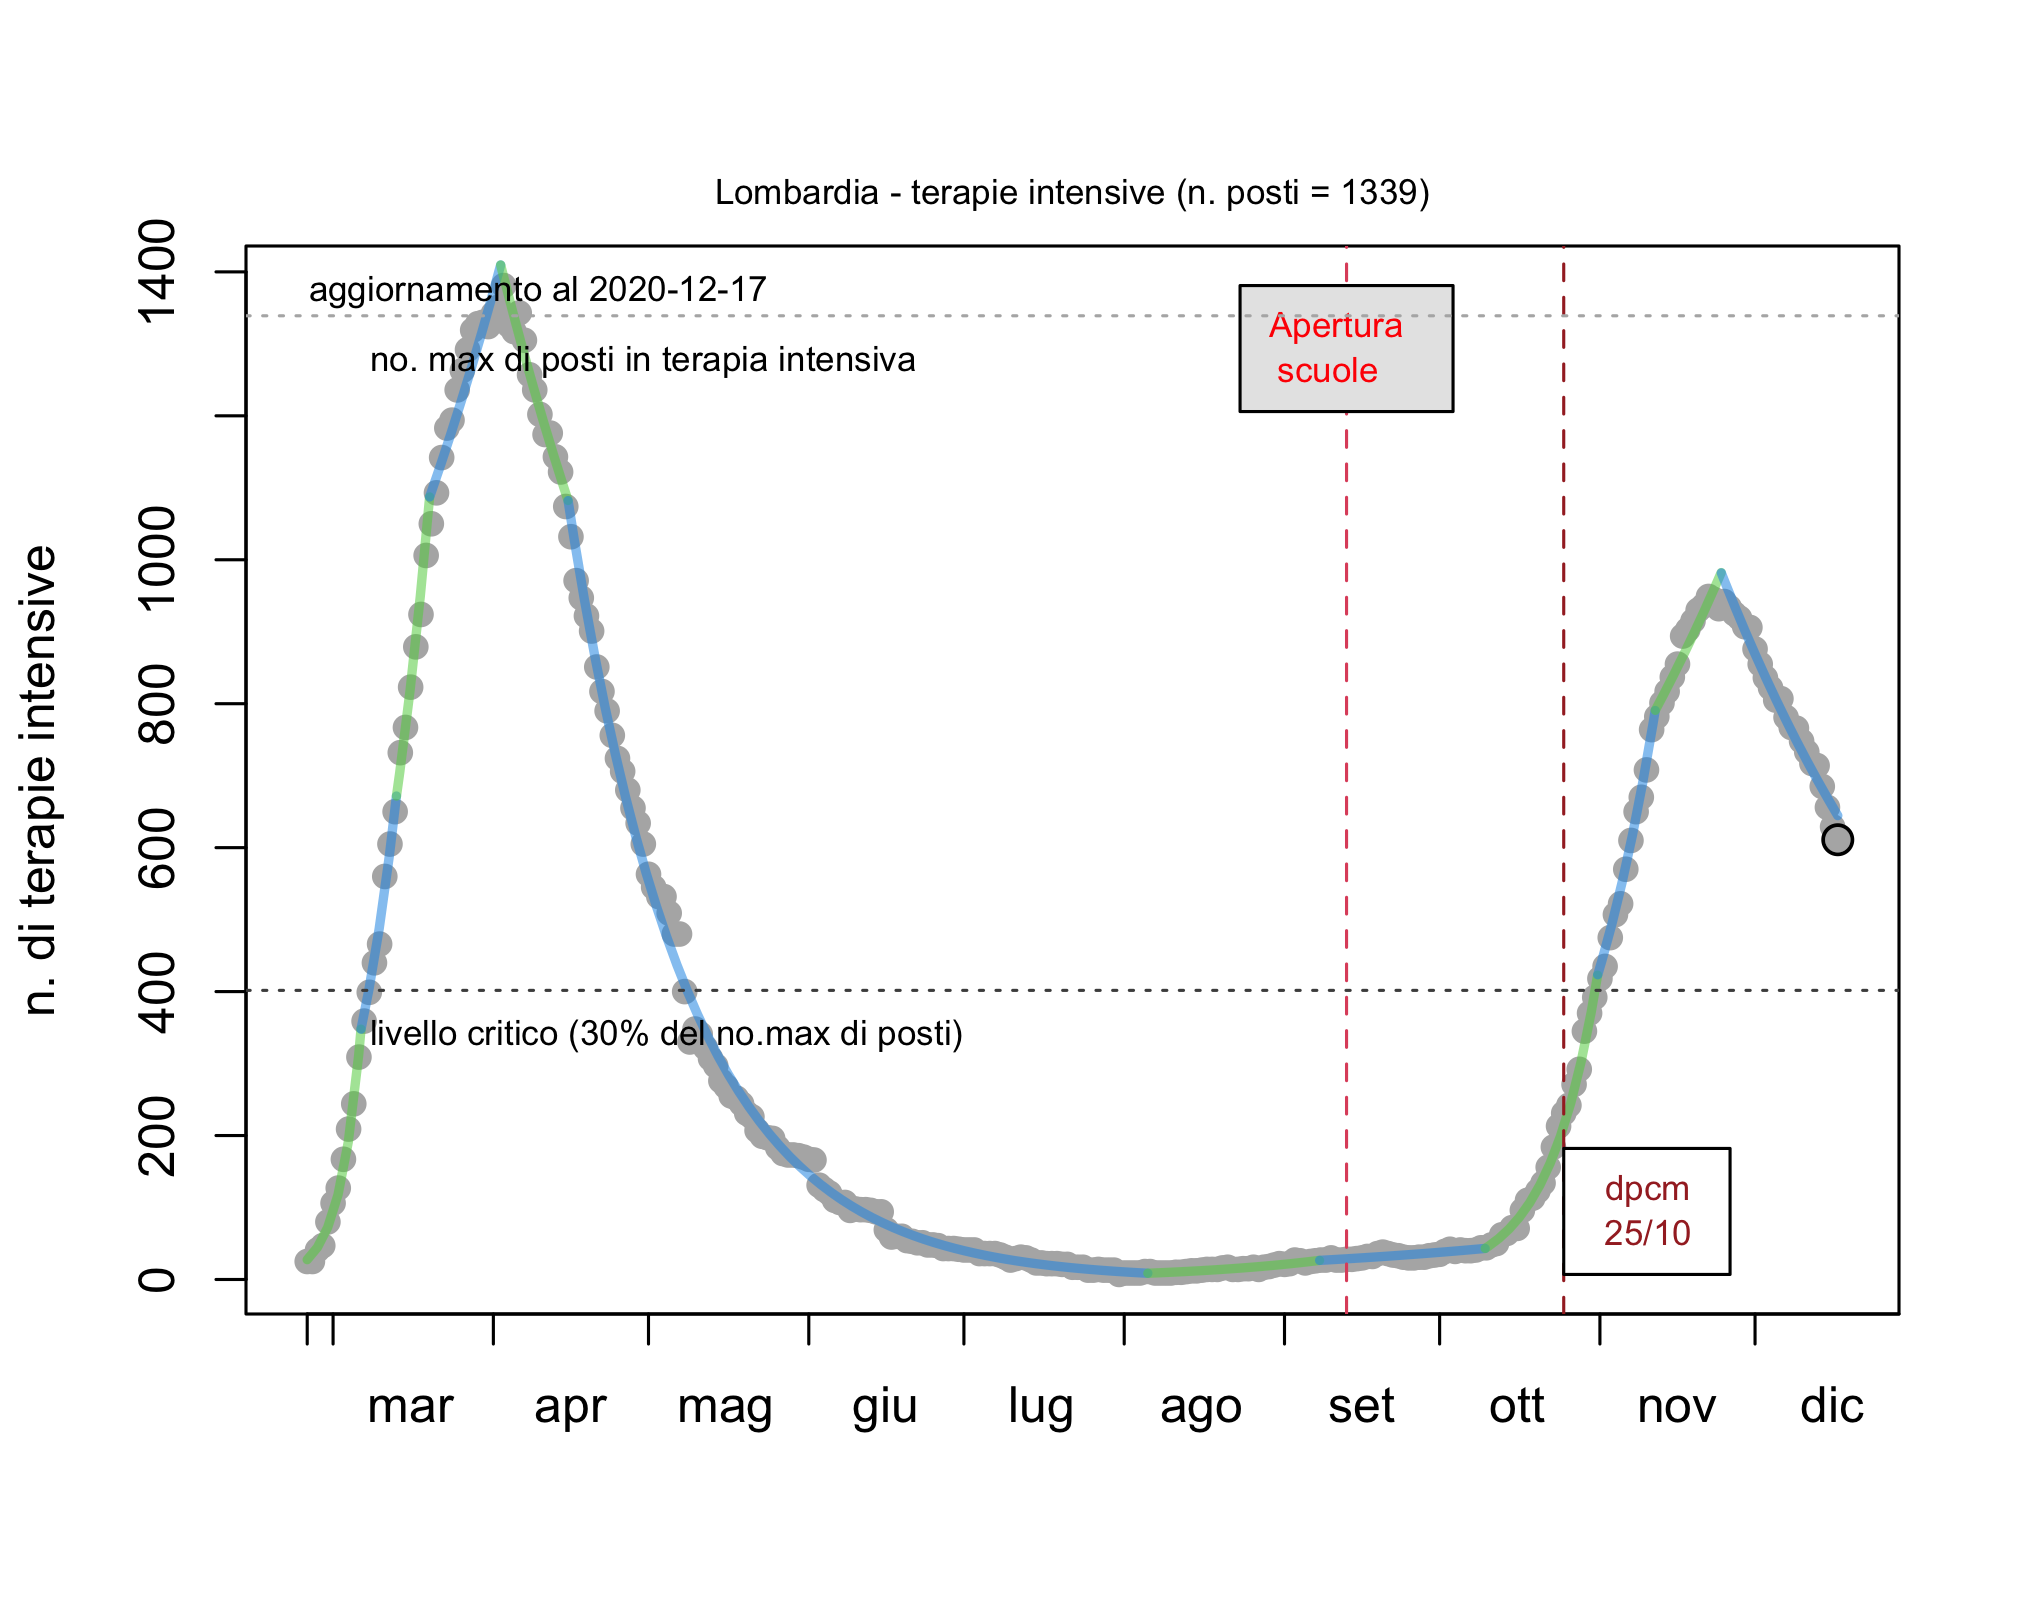 Lombardia - terapie intensive (n. posti = 1339)
aggiornamento al 2020-12-17
no. max di posti in terapia intensiva
Apertura
scuole
livello critico (30% del no.max di posti)
dpcm
25/10
n. di terapie intensive
1400
1000
800
600
400
200
0
mar apr mag giu lug ago set ott nov dic